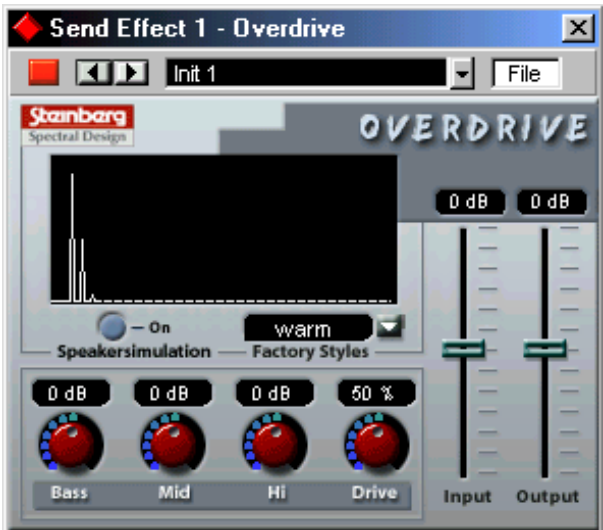 Send Effect 1 - Overdrive
Init 1
File
Steinberg
Spectral Design
OVERDRIVE
0 dB 0 dB
On
warm
Speakersimulation Factory Styles
0 dB 0 dB 0 dB 50 %
Bass Mid Hi Drive
Input Output